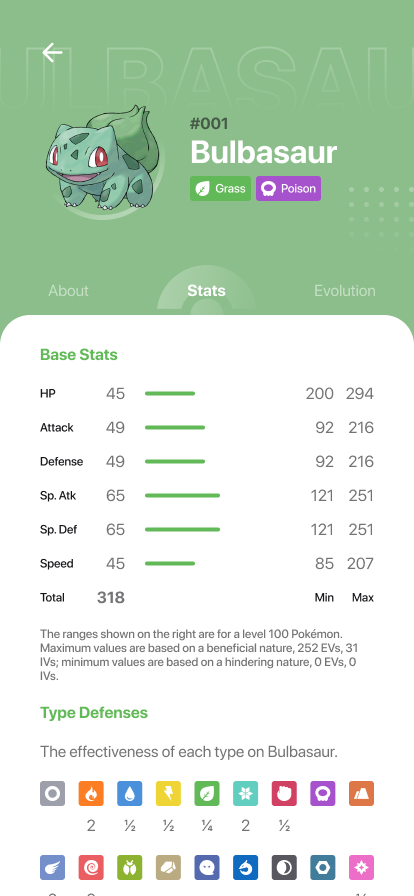 #001
Bulbasaur
Grass Poison
About Stats Evolution
Base Stats
HP 45 200 294
Attack 49 92 216
Defense 49 92 216
Sp. Atk 65 121 251
Sp. Def 65 121 251
Speed 45 85 207
Total 318 Min Max
The ranges shown on the right are for a level 100 Pokémon.
Maximum values are based on a beneficial nature, 252 EVs, 31
IVs; minimum values are based on a hindering nature, 0 EVs, 0
IVs.
Type Defenses
The effectiveness of each type on Bulbasaur.
2 ½ ½ ¼ 2 ½